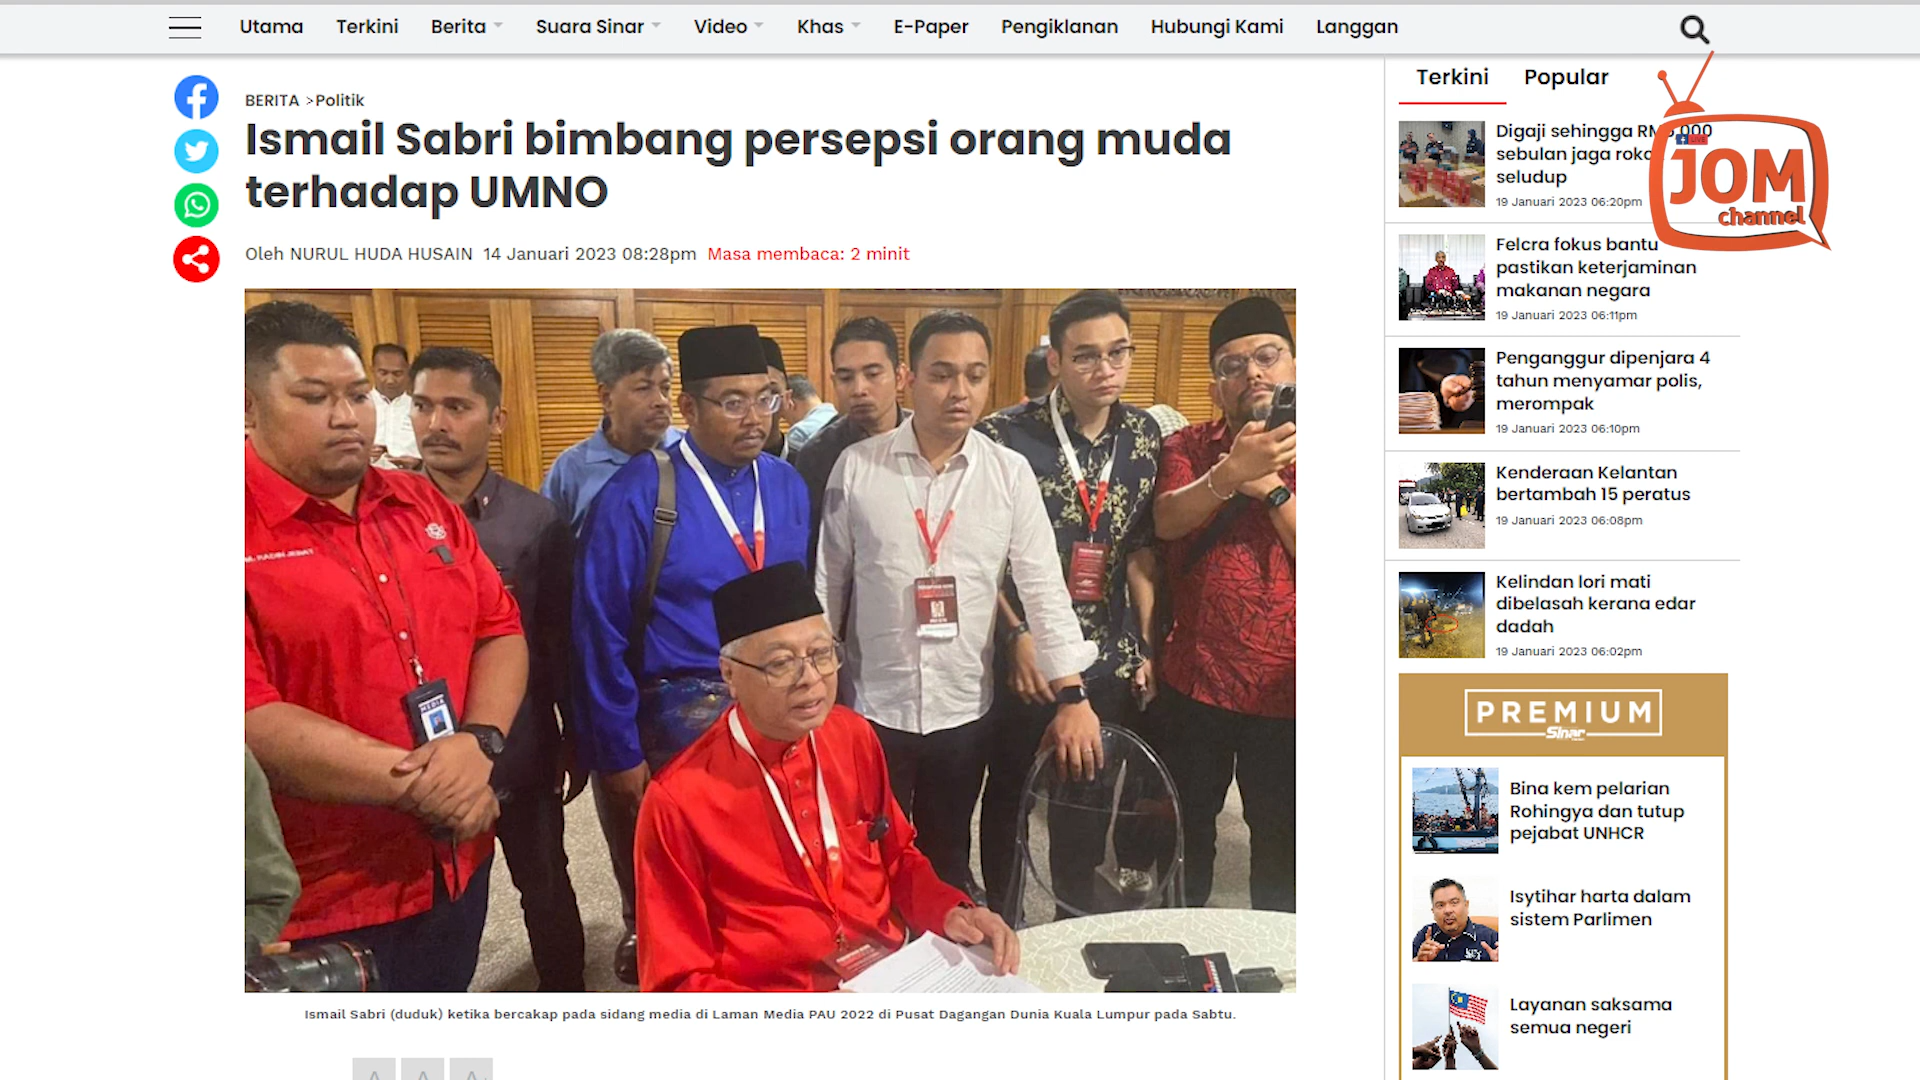 Utama Terkini Berita Suara Sinar Video Khas E-Paper Pengiklanan Hubungi Kami Langgan
BERITA >Politik
Ismail Sabri bimbang persepsi orang muda
terhadap UMNO
Oleh NURUL HUDA HUSAIN 14 Januari 2023 08:28pm Masa membaca: 2 minit
MEDIA
Ismail Sabri (duduk) ketika bercakap pada sidang media di Laman Media PAU 2022 di Pusat Dagangan Dunia Kuala Lumpur pada Sabtu.
Terkini Popular
JOM
channel
Digaji sehingga
sebulan jaga
seludup
19 Januari 2023 06:20pm
Felcra fokus bantu
pastikan keterjaminan
makanan negara
19 Januari 2023 06:11pm
Penganggur dipenjara 4
tahun menyamar polis,
merompak
19 Januari 2023 06:10pm
Kenderaan Kelantan
bertambah 15 peratus
19 Januari 2023 06:08pm
Kelindan lori mati
dibelasah kerana edar
dadah
19 Januari 2023 06:02pm
PREMIUM
Sinar
Bina kem pelarian
Rohingya dan tutup
pejabat UNHCR
Isytihar harta dalam
sistem Parlimen
Layanan saksama
semua negeri